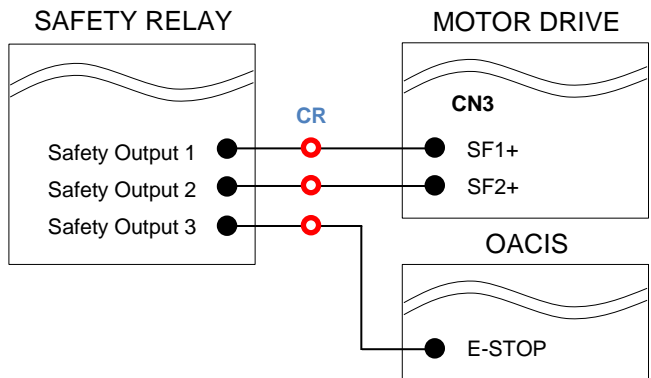 SAFETY RELAY
MOTOR DRIVE
CR
CN3
Safety Output 1
SF1+
Safety Output 2
SF2+
Safety Output 3
OACIS
E-STOP